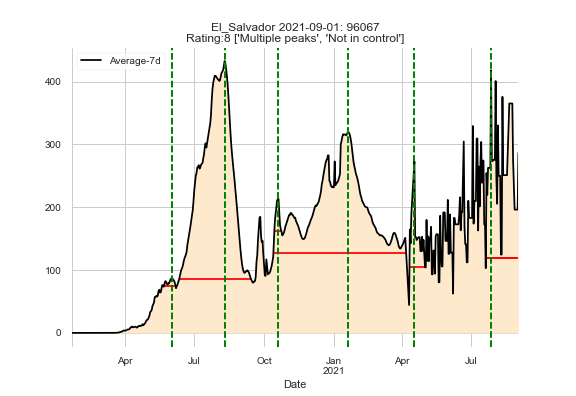 El_Salvador 2021-09-01: 96067
Rating:8 ['Multiple peaks', 'Not in control']
Average-7d
400
300
200
100
0
Apr
Jul
Oct
Jan
2021
Apr
Jul
Date